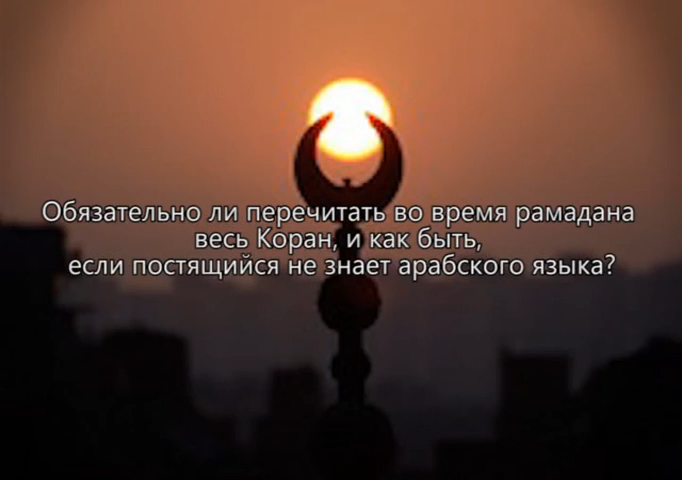 Обязательно ли перечитать во время рамадана
весь Коран, и как быть,
если постящийся не знает арабского языка?